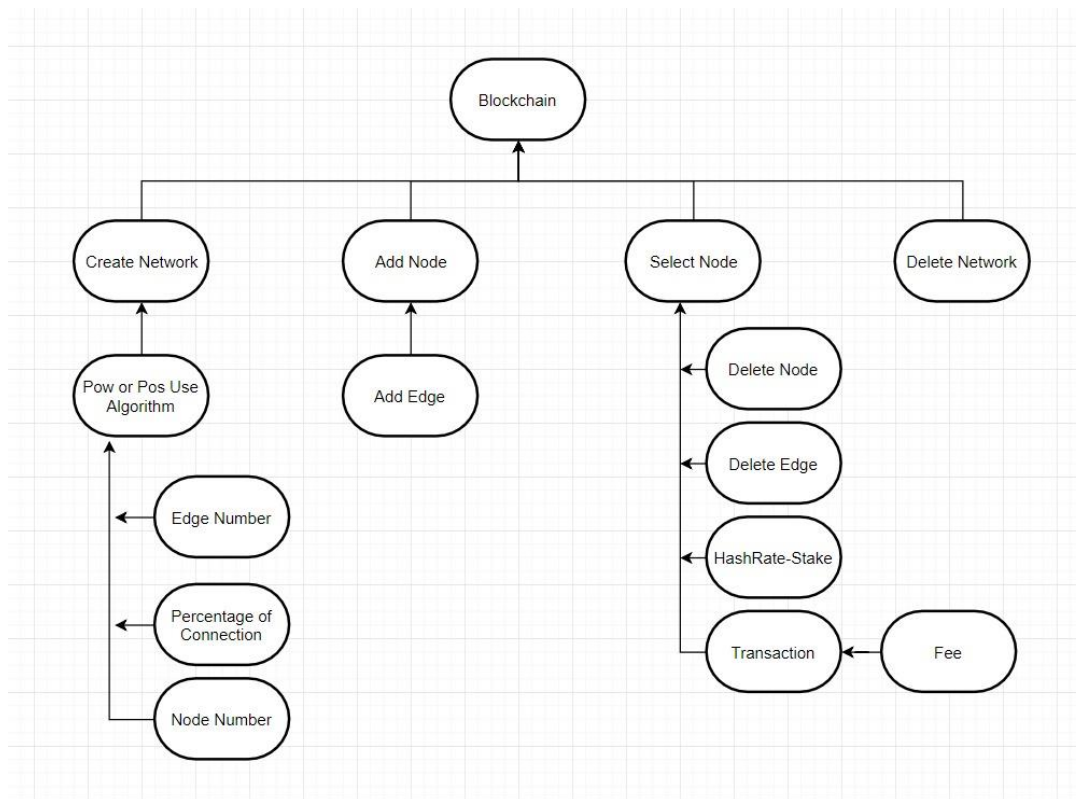 Blockchain
Create Network
Add Node
Select Node
Delete Network
Pow or Pos Use
Algorithm
Add Edge
Delete Node
Delete Edge
HashRate-Stake
Transaction
Fee
Edge Number
Percentage of
Connection
Node Number